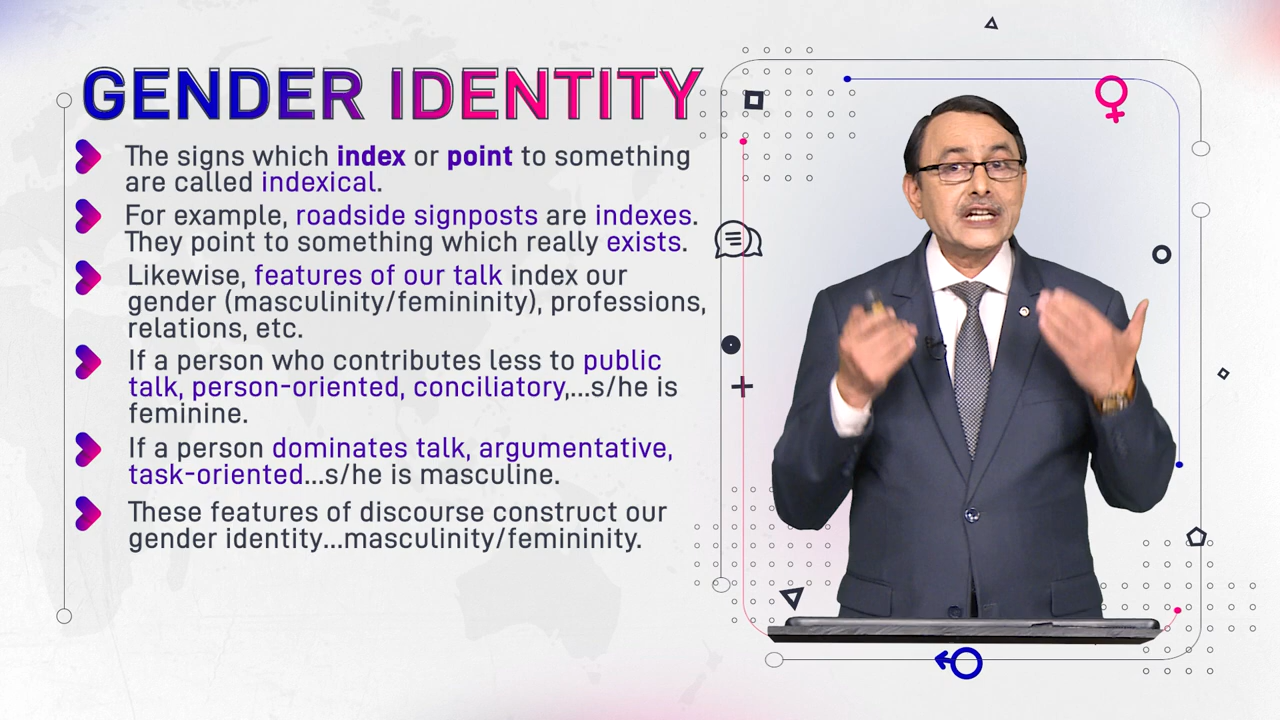 GENDER IDENTITY
The signs which index or point to something
are called indexical.
For example, roadside signposts are indexes.
They point to something which really exists.
Likewise, features of our talk index our
gender (masculinity/femininity), professions,
relations, etc.
If a person who contributes less to public
talk, person-oriented, conciliatory,...s/he is
feminine.
If a person dominates talk, argumentative,
task-oriented...s/he is masculine.
These features of discourse construct our
gender identity...masculinity/femininity.